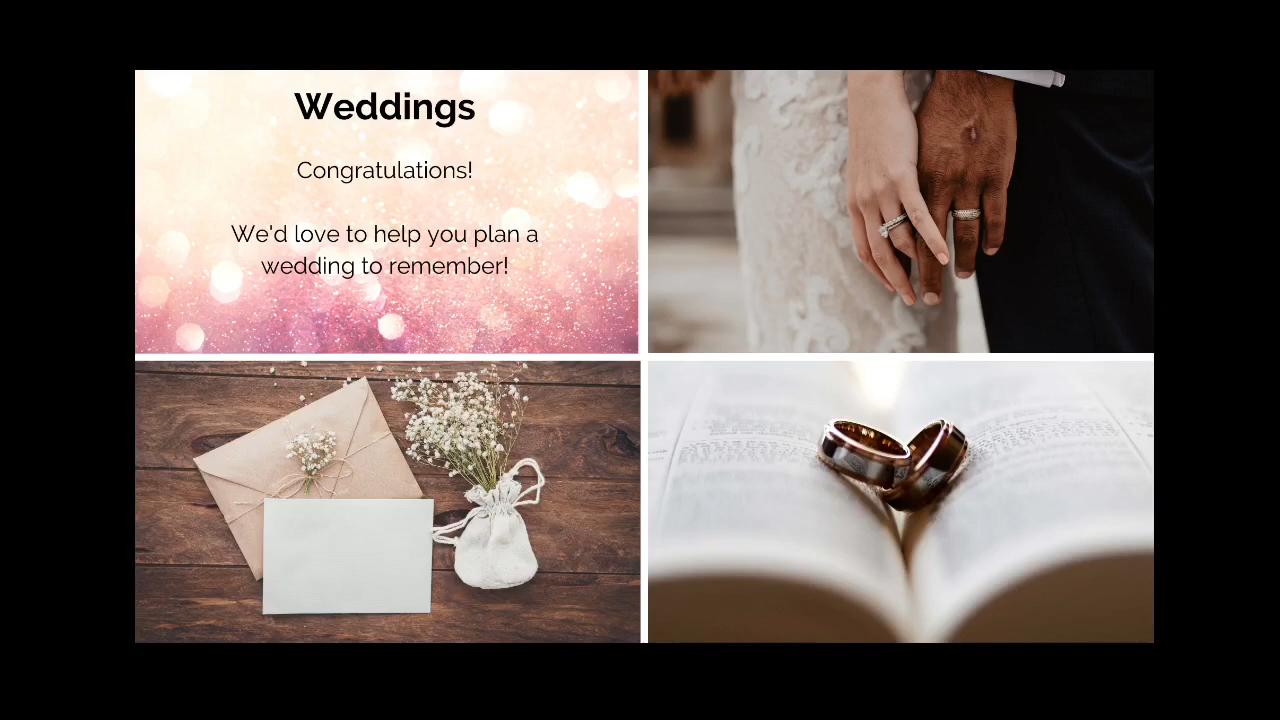 Weddings
Congratulations!
We'd love to help you plan a
wedding to remember!